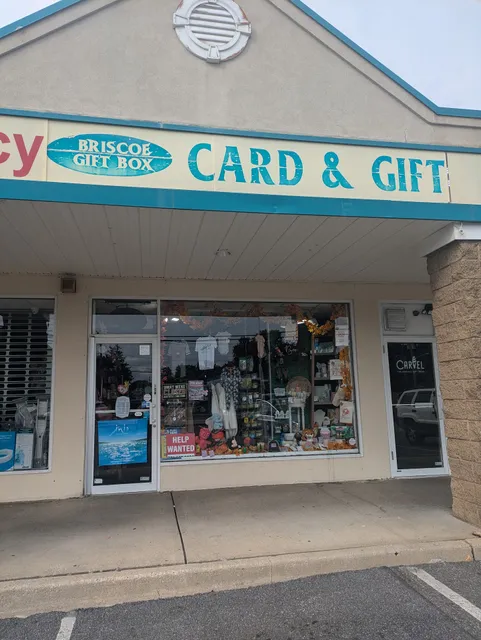 cy
BRISCOE
GIFT BOX
CARD & GIFT
CARVEL
HELP
WANTED